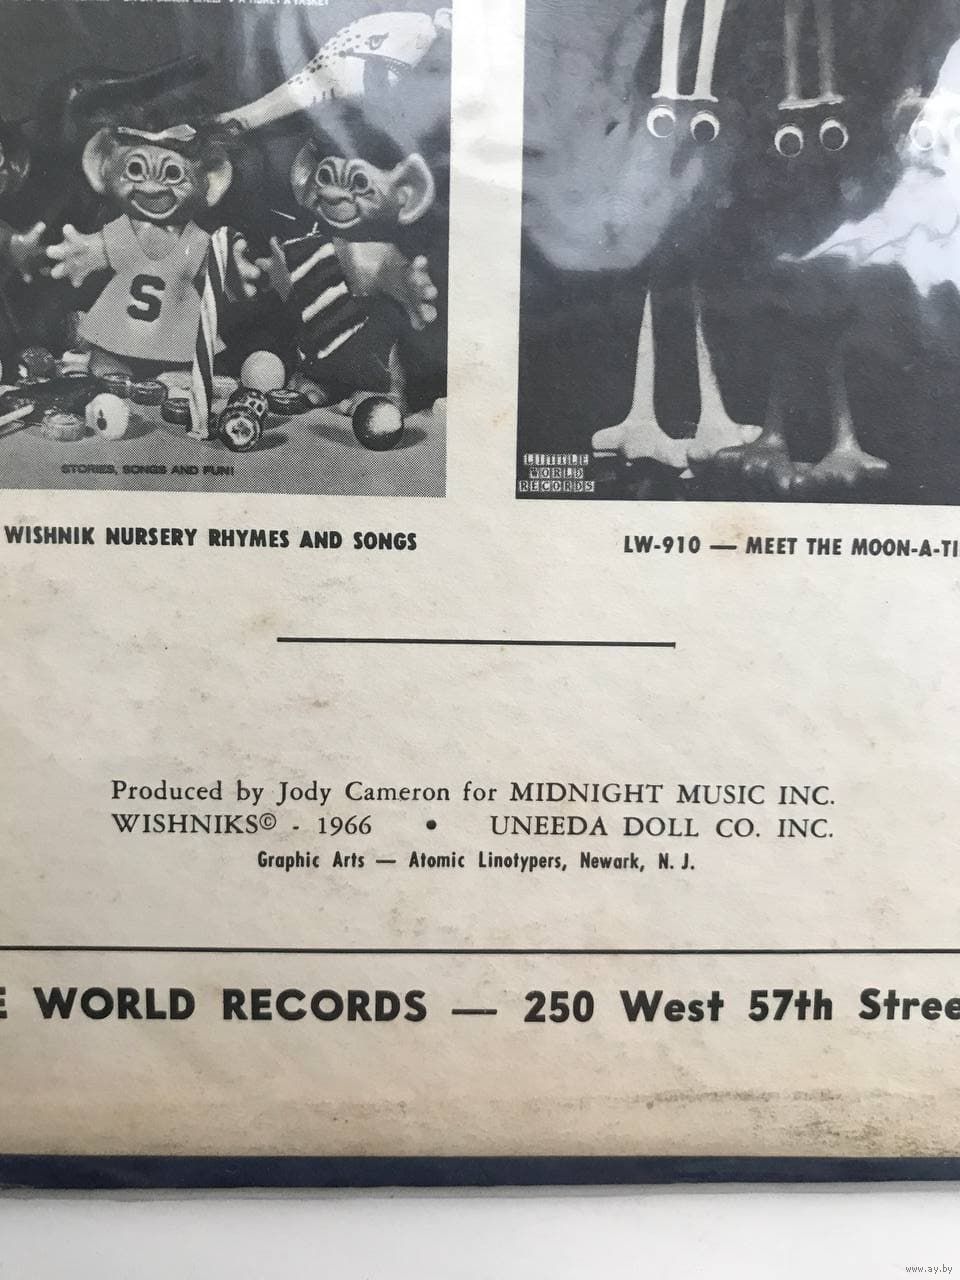 S
STORIES, SONGS AND FUN!
LITTLE
WORLD
RECORDS
WISHNIK NURSERY RHYMES AND SONGS
LW-910 — MEET THE MOON-A-TI
Produced by Jody Cameron for MIDNIGHT MUSIC INC.
WISHNIKS© - 1966 • UNEEDA DOLL CO. INC.
Graphic Arts — Atomic Linotypers, Newark, N. J.
E WORLD RECORDS — 250 West 57th Stree
www.ay.by